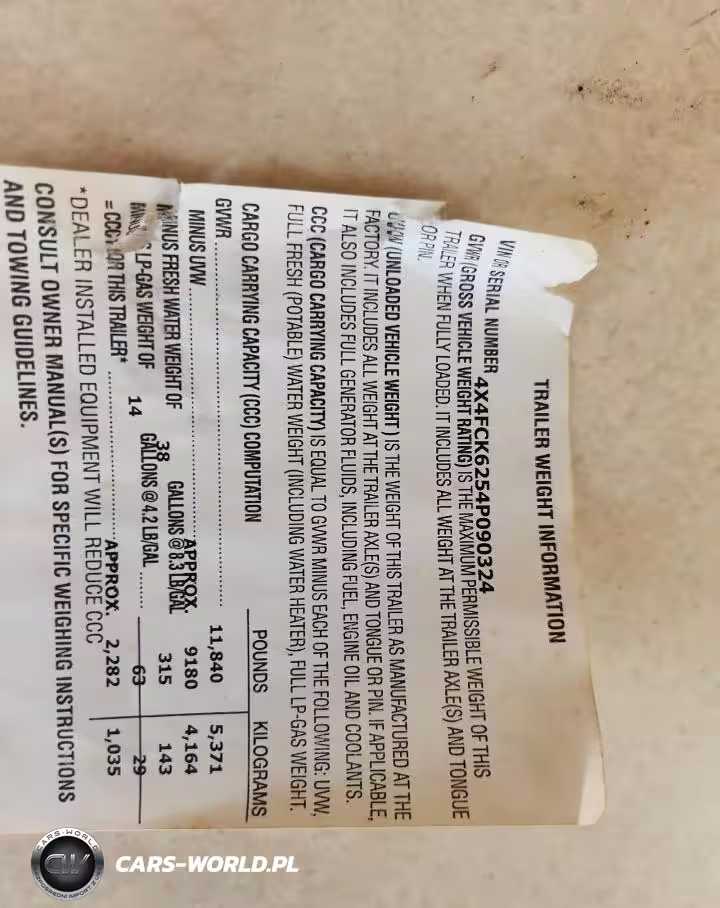 TRAILER WEIGHT INFORMATION
VIN OR SERIAL NUMBER 4X4FCK6254P090324
GVWR (GROSS VEHICLE WEIGHT RATING) IS THE MAXIMUM PERMISSIBLE WEIGHT OF THIS
TRAILER WHEN FULLY LOADED. IT INCLUDES ALL WEIGHT AT THE TRAILER AXLE(S) AND TONGUE
OR PIN.
UVW (UNLOADED VEHICLE WEIGHT) IS THE WEIGHT OF THIS TRAILER AS MANUFACTURED AT THE
FACTORY. IT INCLUDES ALL WEIGHT AT THE TRAILER AXLE(S) AND TONGUE OR PIN. IF APPLICABLE,
IT ALSO INCLUDES FULL GENERATOR FLUIDS, INCLUDING FUEL, ENGINE OIL AND COOLANTS.
CCC (CARGO CARRYING CAPACITY) IS EQUAL TO GVWR MINUS EACH OF THE FOLLOWING: UVW,
FULL FRESH (POTABLE) WATER WEIGHT (INCLUDING WATER HEATER), FULL LP-GAS WEIGHT.
CARGO CARRYING CAPACITY (CCC) COMPUTATION POUNDS KILOGRAMS
GVWR 11,840 5,371
MINUS UVW APPROX. 9180 4,164
MINUS FRESH WATER WEIGHT OF 38 GALLONS @ 8.3 LB/GAL 315 143
MINUS LP-GAS WEIGHT OF 14 GALLONS @ 4.2 LB/GAL 63 29
= CCC FOR THIS TRAILER* APPROX. 2,282 1,035
*DEALER INSTALLED EQUIPMENT WILL REDUCE CCC
CONSULT OWNER MANUAL(S) FOR SPECIFIC WEIGHING INSTRUCTIONS
AND TOWING GUIDELINES.
CARS-WORLD
CW
CARS-WORLD.PL